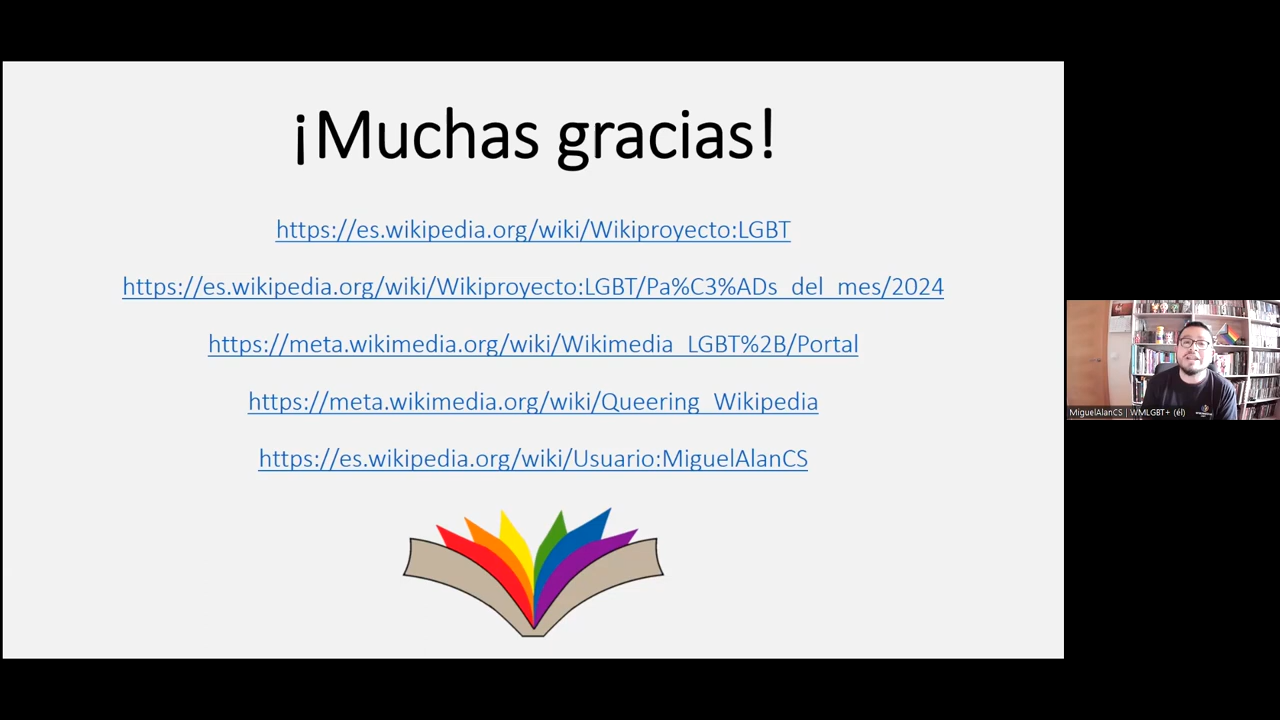 ¡Muchas gracias!
https://es.wikipedia.org/wiki/Wikiproyecto:LGBT
https://es.wikipedia.org/wiki/Wikiproyecto:LGBT/Pa%C3%ADs_del_mes/2024
https://meta.wikimedia.org/wiki/Wikimedia_LGBT%2B/Portal
https://meta.wikimedia.org/wiki/Queering_Wikipedia
https://es.wikipedia.org/wiki/Usuario:MiguelAlanCS
MiguelAlanCS | WMLGBT+ (él)